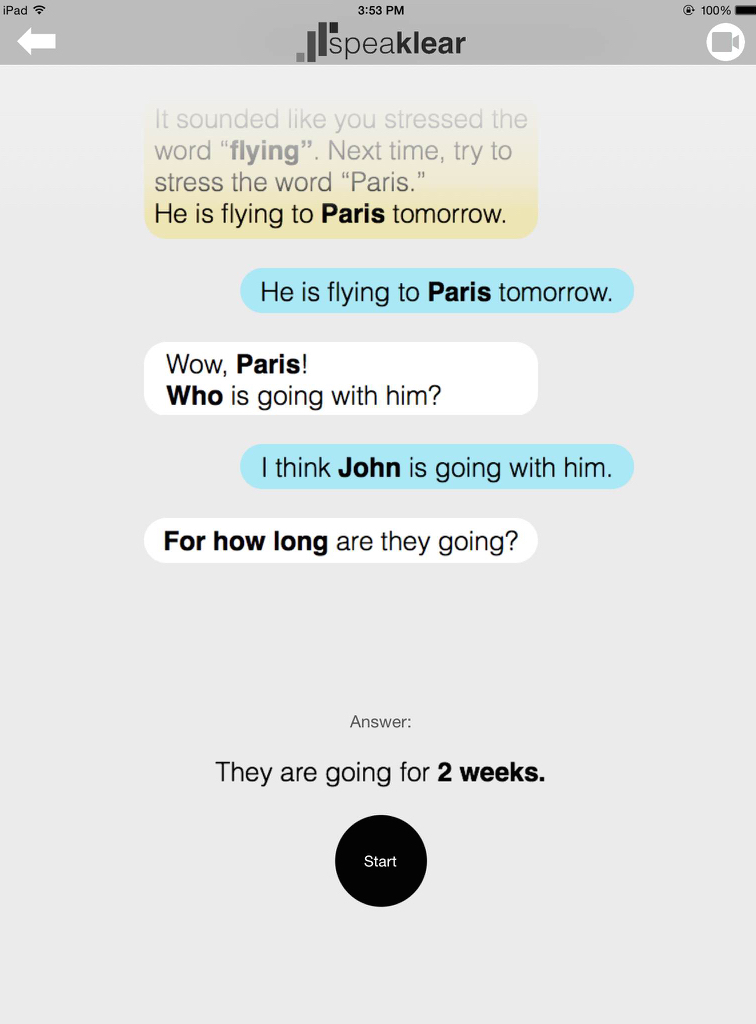 iPad 3:53 PM 100%
speaklear
It sounded like you stressed the
word “flying”. Next time, try to
stress the word “Paris.”
He is flying to Paris tomorrow.
He is flying to Paris tomorrow.
Wow, Paris!
Who is going with him?
I think John is going with him.
For how long are they going?
Answer:
They are going for 2 weeks.
Start